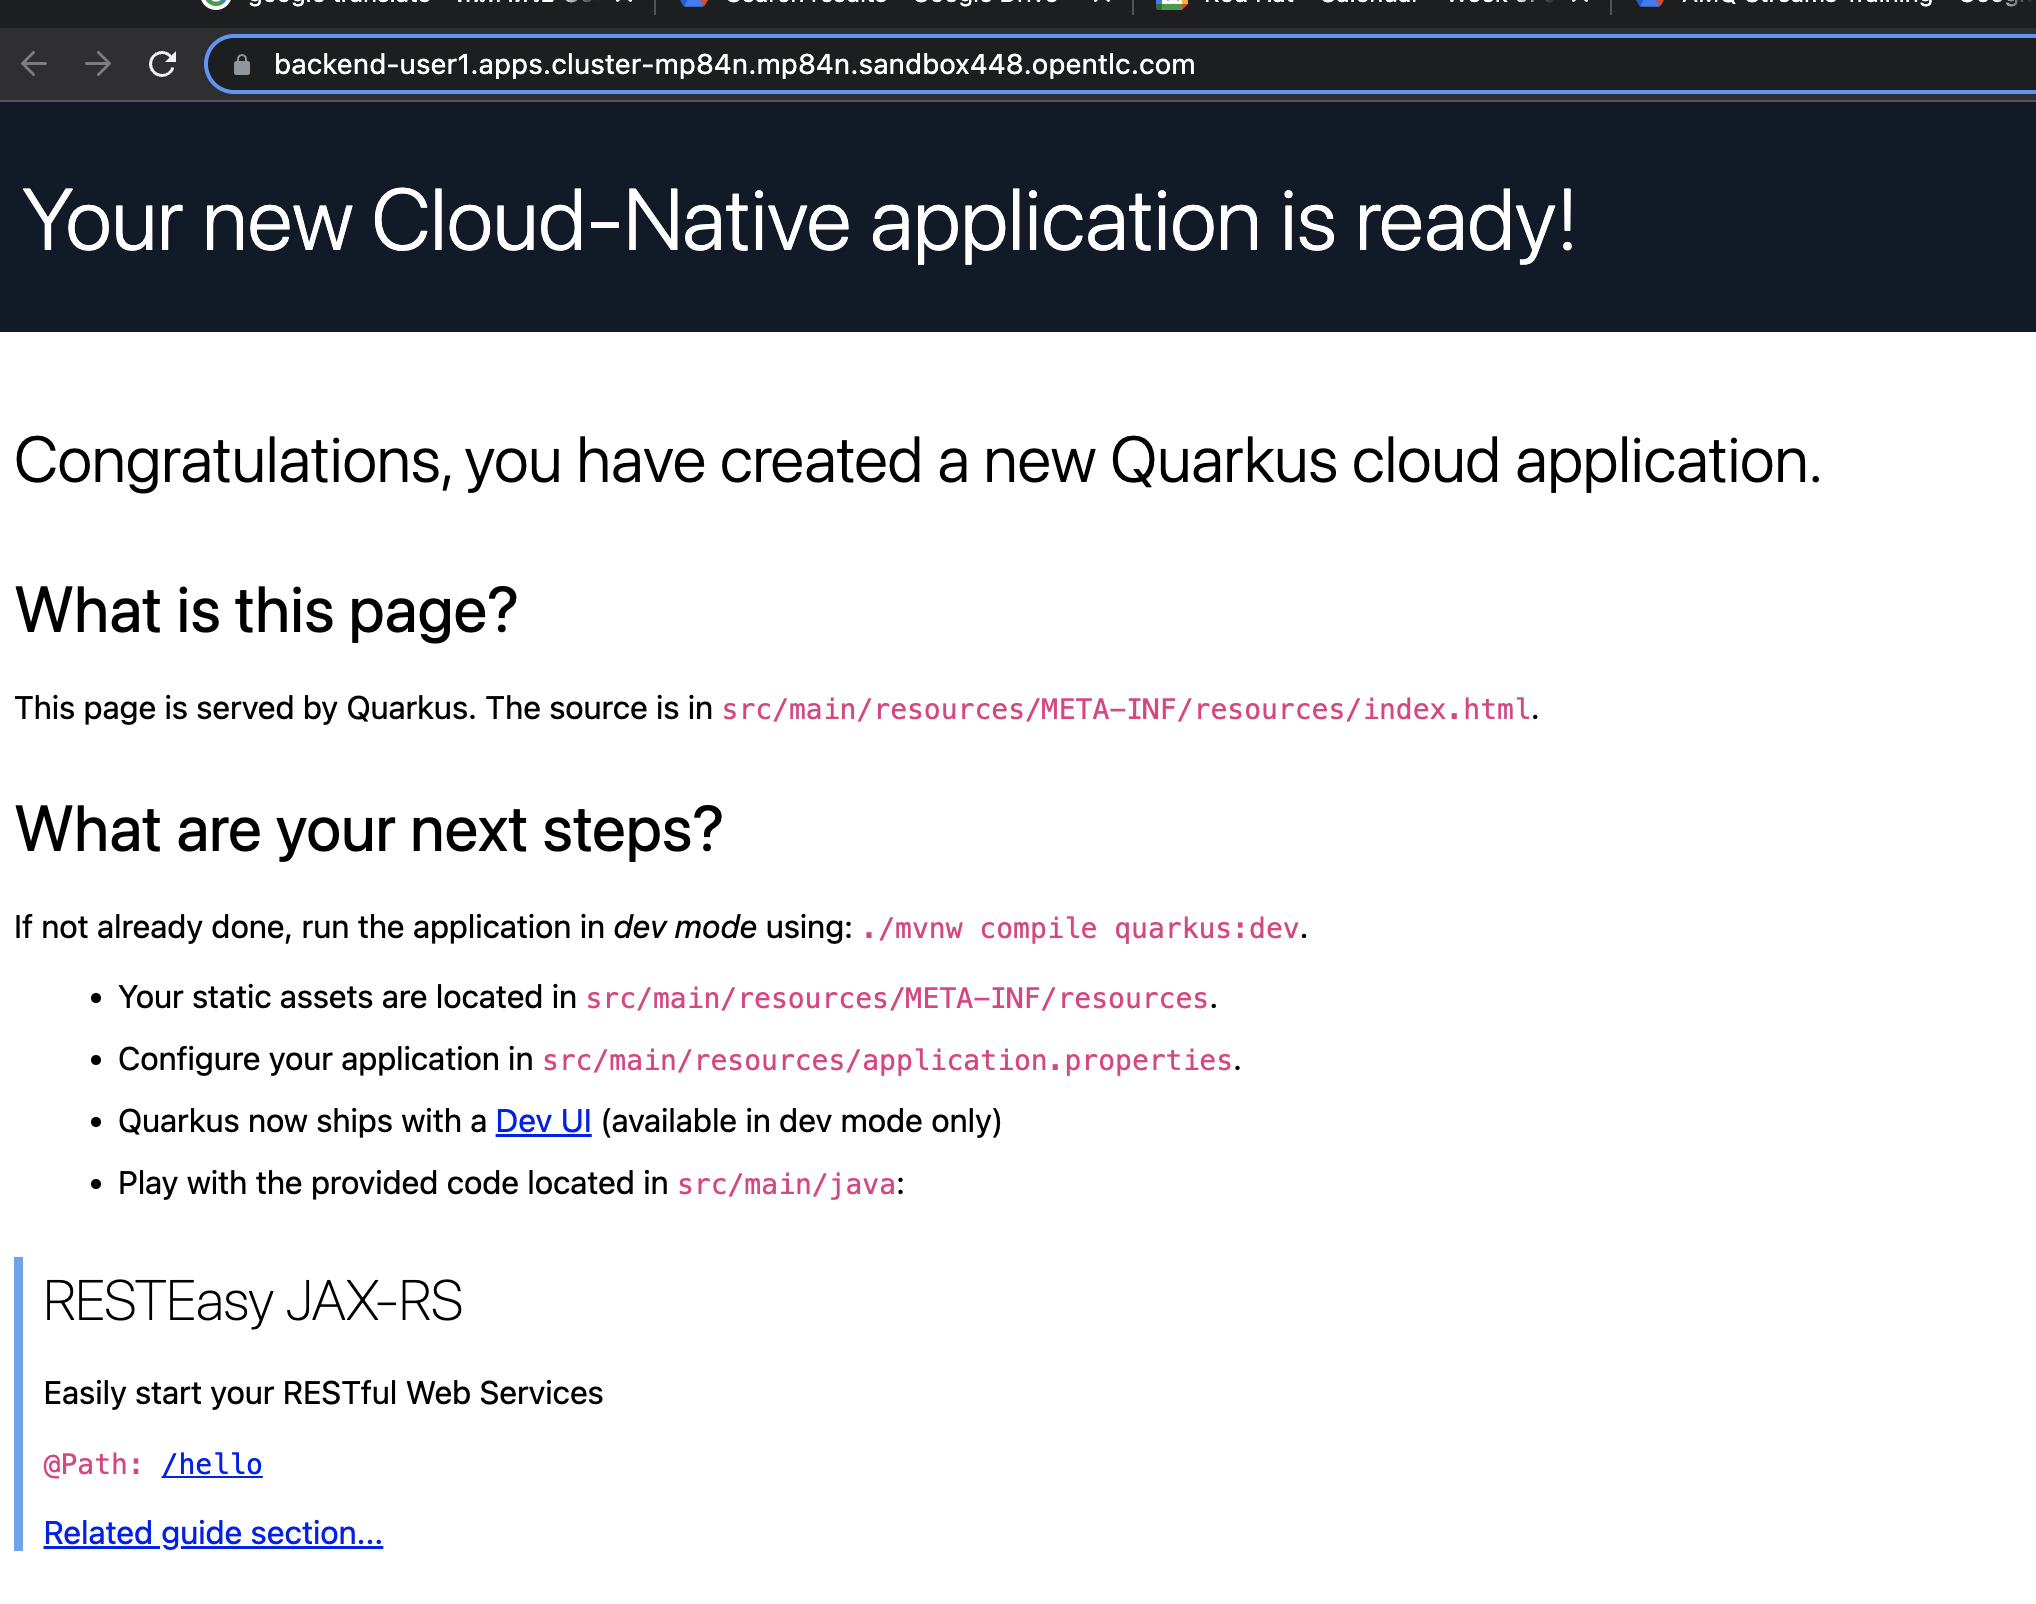 backend-user1.apps.cluster-mp84n.mp84n.sandbox448.opentlc.com
Your new Cloud-Native application is ready!
Congratulations, you have created a new Quarkus cloud application.
What is this page?
This page is served by Quarkus. The source is in src/main/resources/META-INF/resources/index.html.
What are your next steps?
If not already done, run the application in dev mode using: ./mvnw compile quarkus:dev.
• Your static assets are located in src/main/resources/META-INF/resources.
• Configure your application in src/main/resources/application.properties.
• Quarkus now ships with a Dev UI (available in dev mode only)
• Play with the provided code located in src/main/java:
RESTEasy JAX-RS
Easily start your RESTful Web Services
@Path: /hello
Related guide section...